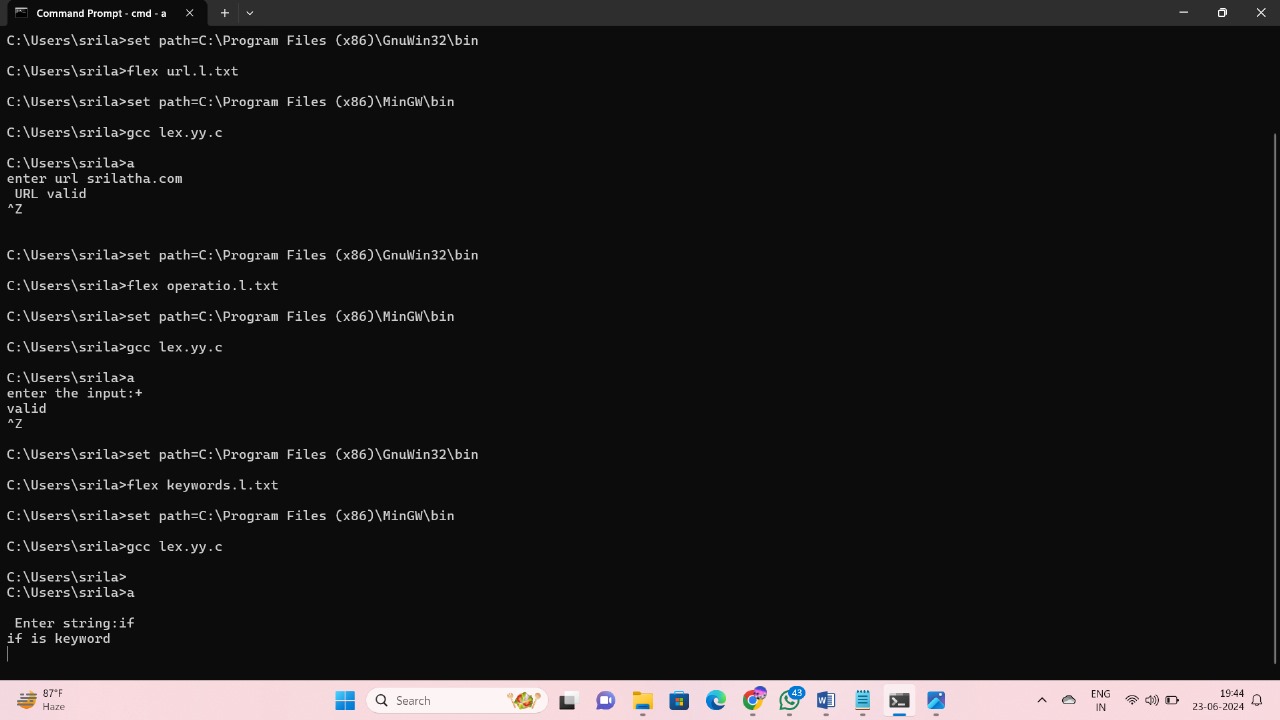 Command Prompt - cmd - a
C:\Users\srila>set path=C:\Program Files (x86)\GnuWin32\bin
C:\Users\srila>flex url.l.txt
C:\Users\srila>set path=C:\Program Files (x86)\MinGW\bin
C:\Users\srila>gcc lex.yy.c
C:\Users\srila>a
enter url srilatha.com
URL valid
^Z
C:\Users\srila>set path=C:\Program Files (x86)\GnuWin32\bin
C:\Users\srila>flex operatio.l.txt
C:\Users\srila>set path=C:\Program Files (x86)\MinGW\bin
C:\Users\srila>gcc lex.yy.c
C:\Users\srila>a
enter the input:+
valid
^Z
C:\Users\srila>set path=C:\Program Files (x86)\GnuWin32\bin
C:\Users\srila>flex keywords.l.txt
C:\Users\srila>set path=C:\Program Files (x86)\MinGW\bin
C:\Users\srila>gcc lex.yy.c
C:\Users\srila>
C:\Users\srila>a
Enter string:if
if is keyword
87°F
Haze
Search
43
ENG
IN
19:44
23-06-2024